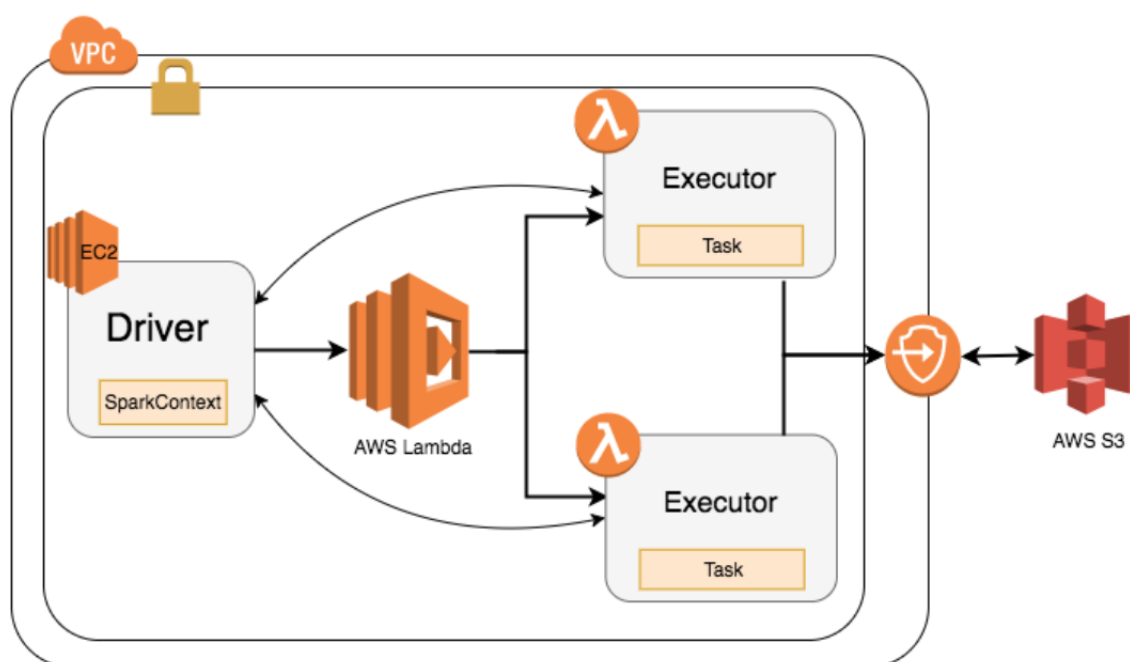 VPC
EC2
Driver
SparkContext
AWS Lambda
λ
Executor
Task
λ
Executor
Task
AWS S3